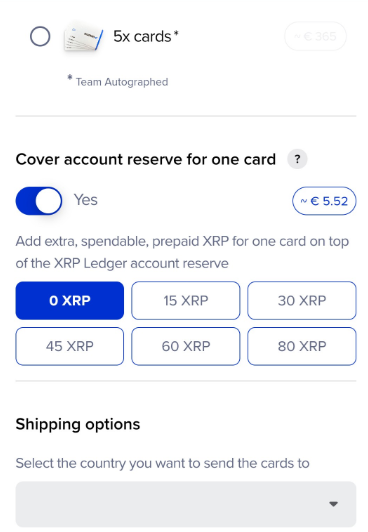 5x cards*
~ € 365
* Team Autographed
Cover account reserve for one card ?
Yes
~ € 5.52
Add extra, spendable, prepaid XRP for one card on top
of the XRP Ledger account reserve
0 XRP
15 XRP
30 XRP
45 XRP
60 XRP
80 XRP
Shipping options
Select the country you want to send the cards to